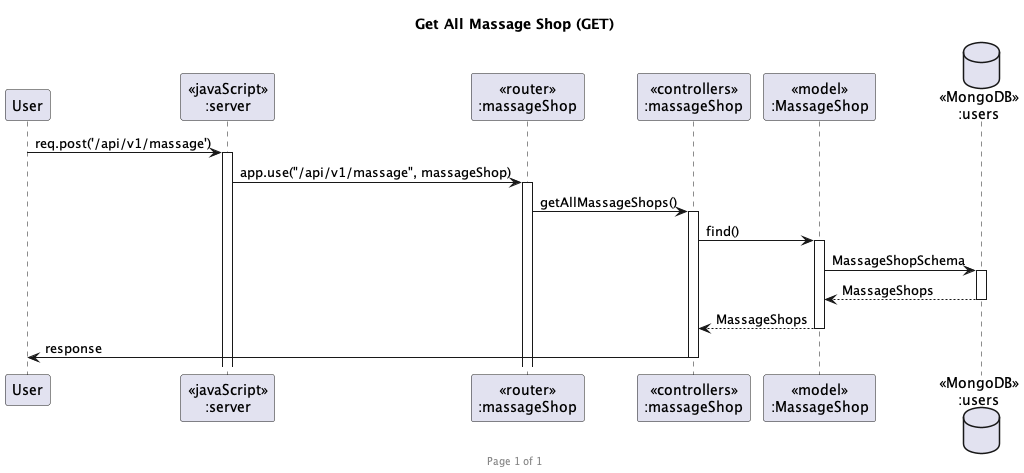 Get All Massage Shop (GET)
User
«javaScript»
:server
«router»
:massageShop
«controllers»
:massageShop
«model»
:MassageShop
«MongoDB»
:users
req.post('/api/v1/massage')
app.use("/api/v1/massage", massageShop)
getAllMassageShops()
find()
MassageShopSchema
MassageShops
MassageShops
response
User
«javaScript»
:server
«router»
:massageShop
«controllers»
:massageShop
«model»
:MassageShop
«MongoDB»
:users
Page 1 of 1